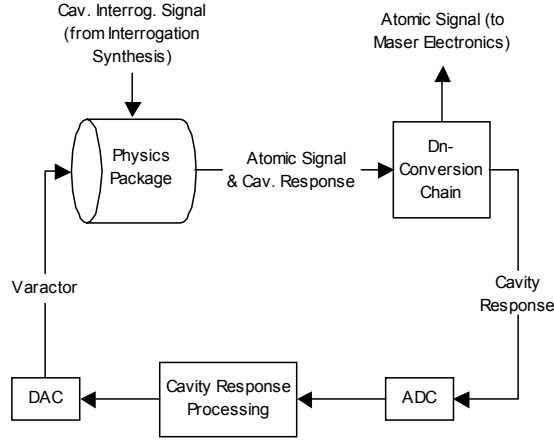 Cav. Interrog. Signal
(from Interrogation
Synthesis)
Atomic Signal (to
Maser Electronics)
Physics
Package
Atomic Signal
& Cav. Response
Dn-
Conversion
Chain
Varactor
Cavity
Response
DAC
Cavity Response
Processing
ADC